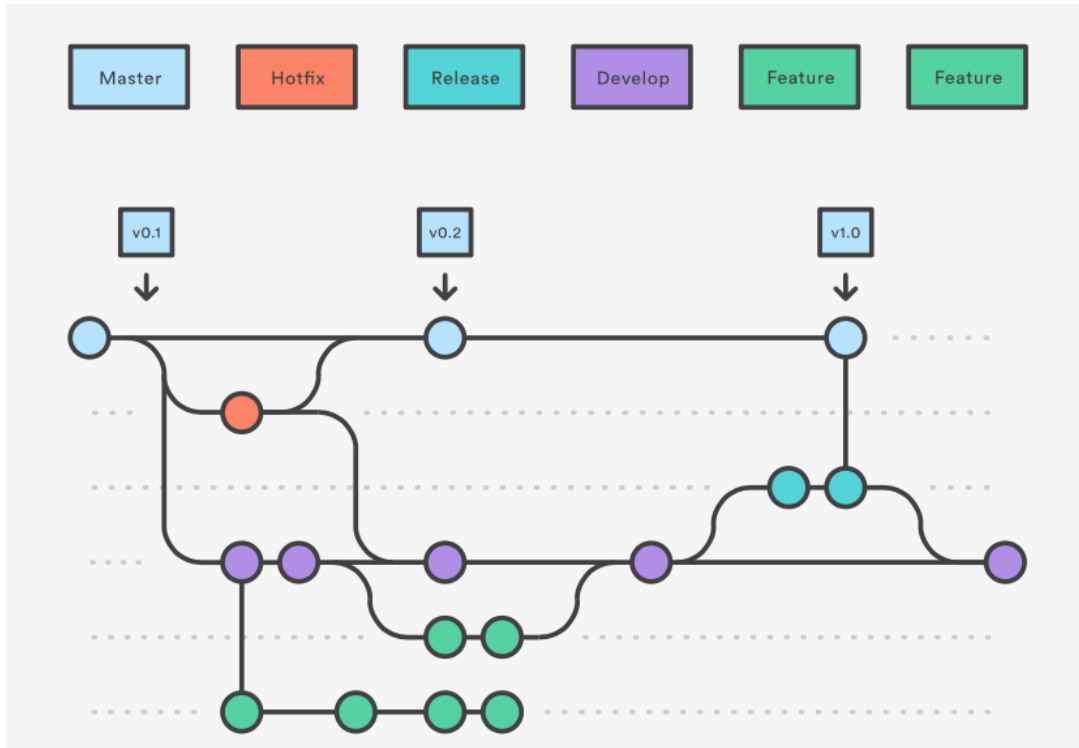 Master
Hotfix
Release
Develop
Feature
Feature
v0.1
v0.2
v1.0